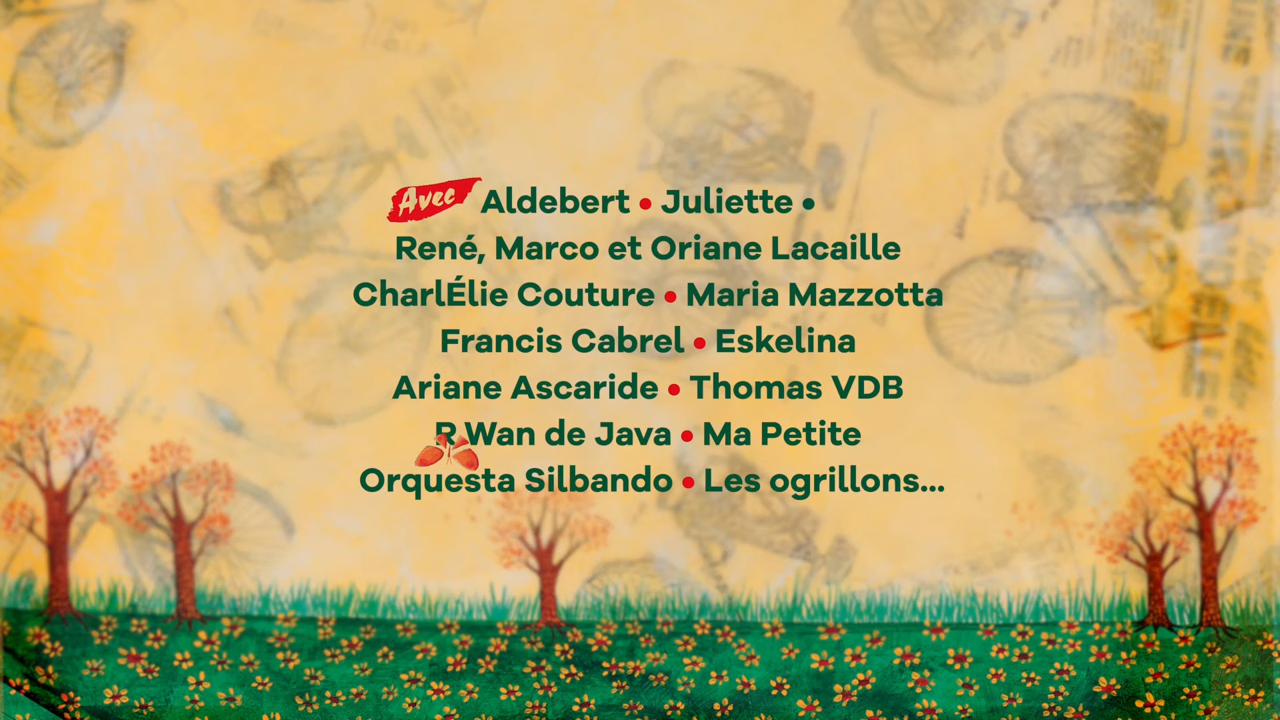 Avec Aldebert • Juliette •
René, Marco et Oriane Lacaille
CharlÉlie Couture • Maria Mazzotta
Francis Cabrel • Eskelina
Ariane Ascaride • Thomas VDB
R.Wan de Java • Ma Petite
Orquesta Silbando • Les ogrillons...